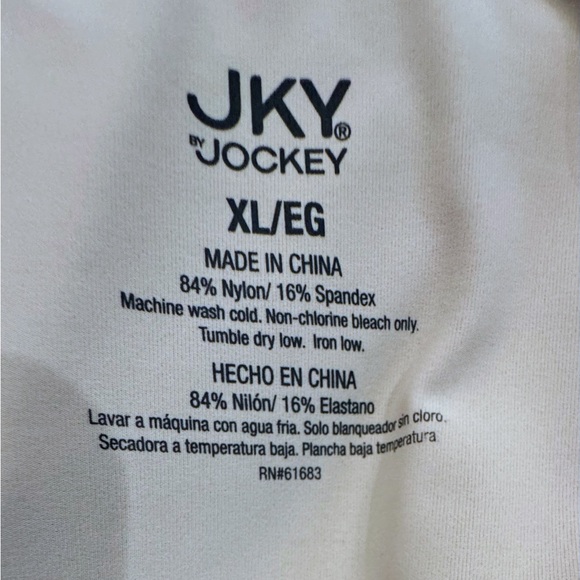 JKY®
BY JOCKEY
XL/EG
MADE IN CHINA
84% Nylon/ 16% Spandex
Machine wash cold. Non-chlorine bleach only.
Tumble dry low. Iron low.
HECHO EN CHINA
84% Nilón/ 16% Elastano
Lavar a máquina con agua fria. Solo blanqueador sin cloro.
Secadora a temperatura baja. Plancha baja temperatura
RN#61683